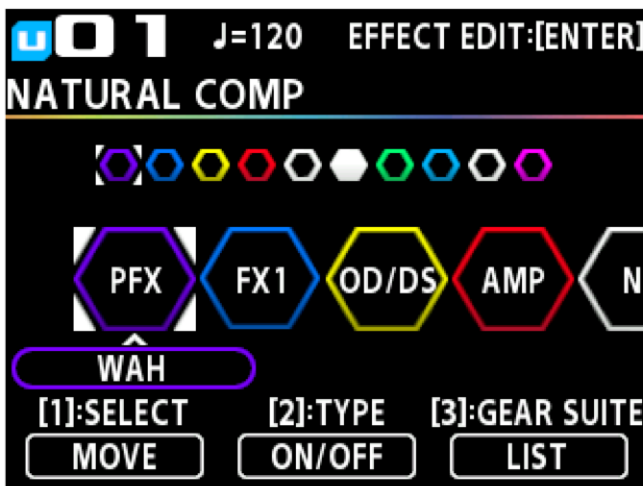 U01 ♩=120 EFFECT EDIT:[ENTER]
NATURAL COMP
PFX FX1 OD/DS AMP N
WAH
[1]:SELECT [2]:TYPE [3]:GEAR SUITE
MOVE ON/OFF LIST